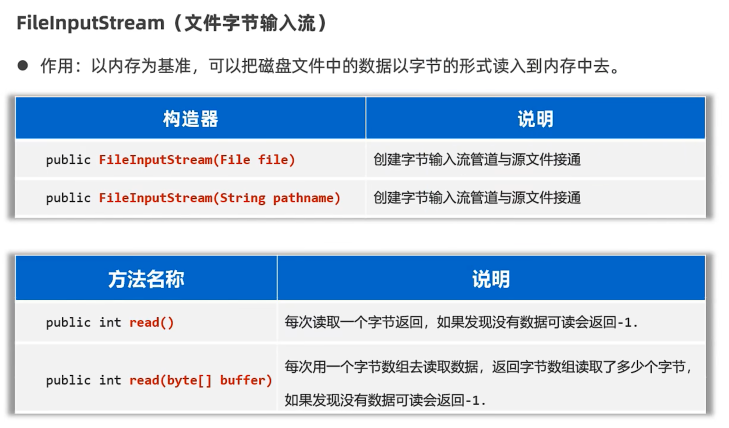 FileInputStream（文件字节输入流）
● 作用：以内存为基准，可以把磁盘文件中的数据以字节的形式读入到内存中去。
构造器 说明
public FileInputStream(File file) 创建字节输入流管道与源文件接通
public FileInputStream(String pathname) 创建字节输入流管道与源文件接通
方法名称 说明
public int read() 每次读取一个字节返回，如果发现没有数据可读会返回-1.
public int read(byte[] buffer) 每次用一个字节数组去读取数据，返回字节数组读取了多少个字节，
如果发现没有数据可读会返回-1.